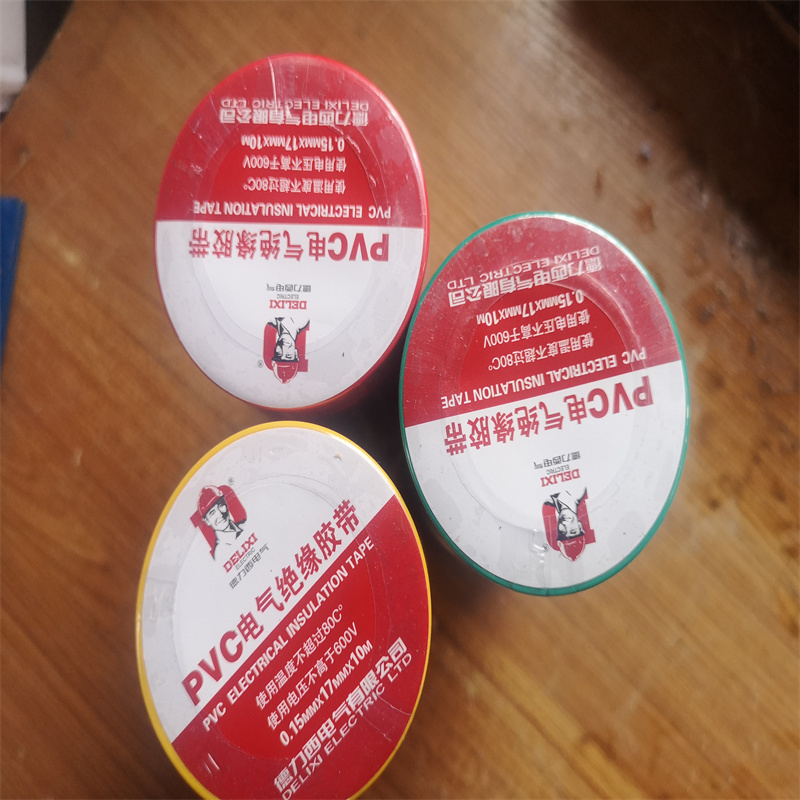 德力西电气有限公司
DELIXI ELECTRIC LTD
0.15MMX17MMX10M
使用电压不高于600V
使用温度不超过80C°
PVC ELECTRICAL INSULATION TAPE
PVC电气绝缘胶带
德力西电气
ELECTRIC
DELIXI
®
德力西电气有限公司
DELIXI ELECTRIC LTD
0.15MMX17MMX10M
使用电压不高于600V
使用温度不超过80C°
PVC ELECTRICAL INSULATION TAPE
PVC电气绝缘胶带
德力西电气
ELECTRIC
DELIXI
DELIXI
ELECTRIC
德力西电气
PVC电气绝缘胶带
PVC ELECTRICAL INSULATION TAPE
使用温度不超过80C°
使用电压不高于600V
0.15MMX17MMX10M
德力西电气有限公司
DELIXI ELECTRIC LTD